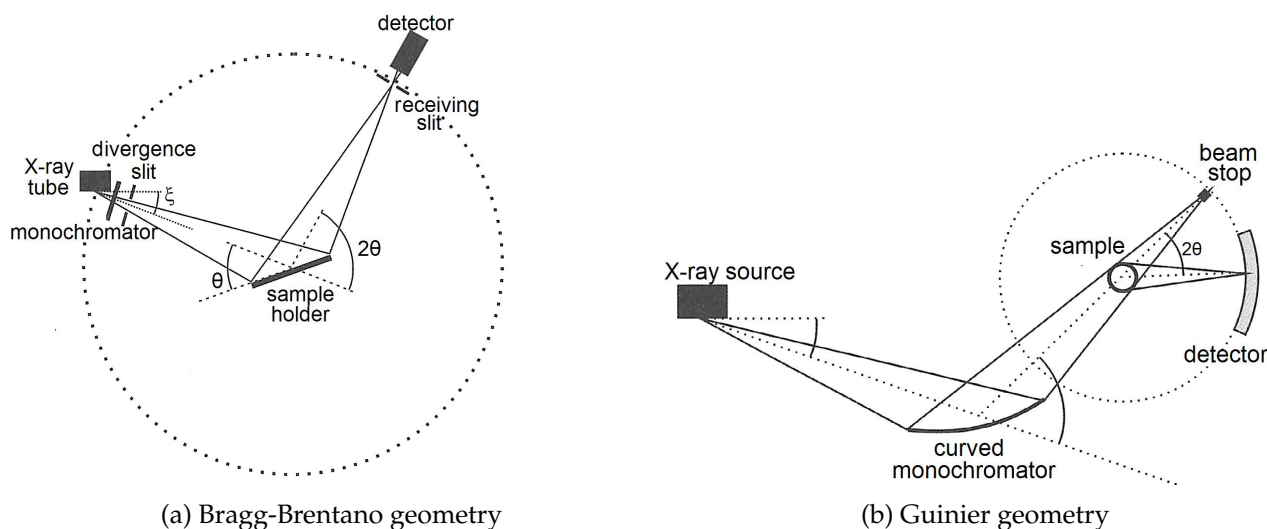 detector
receiving
slit
divergence
slit
X-ray
tube
ξ
monochromator
2θ
θ
sample
holder
(a) Bragg-Brentano geometry
beam
stop
sample
2θ
X-ray source
detector
curved
monochromator
(b) Guinier geometry